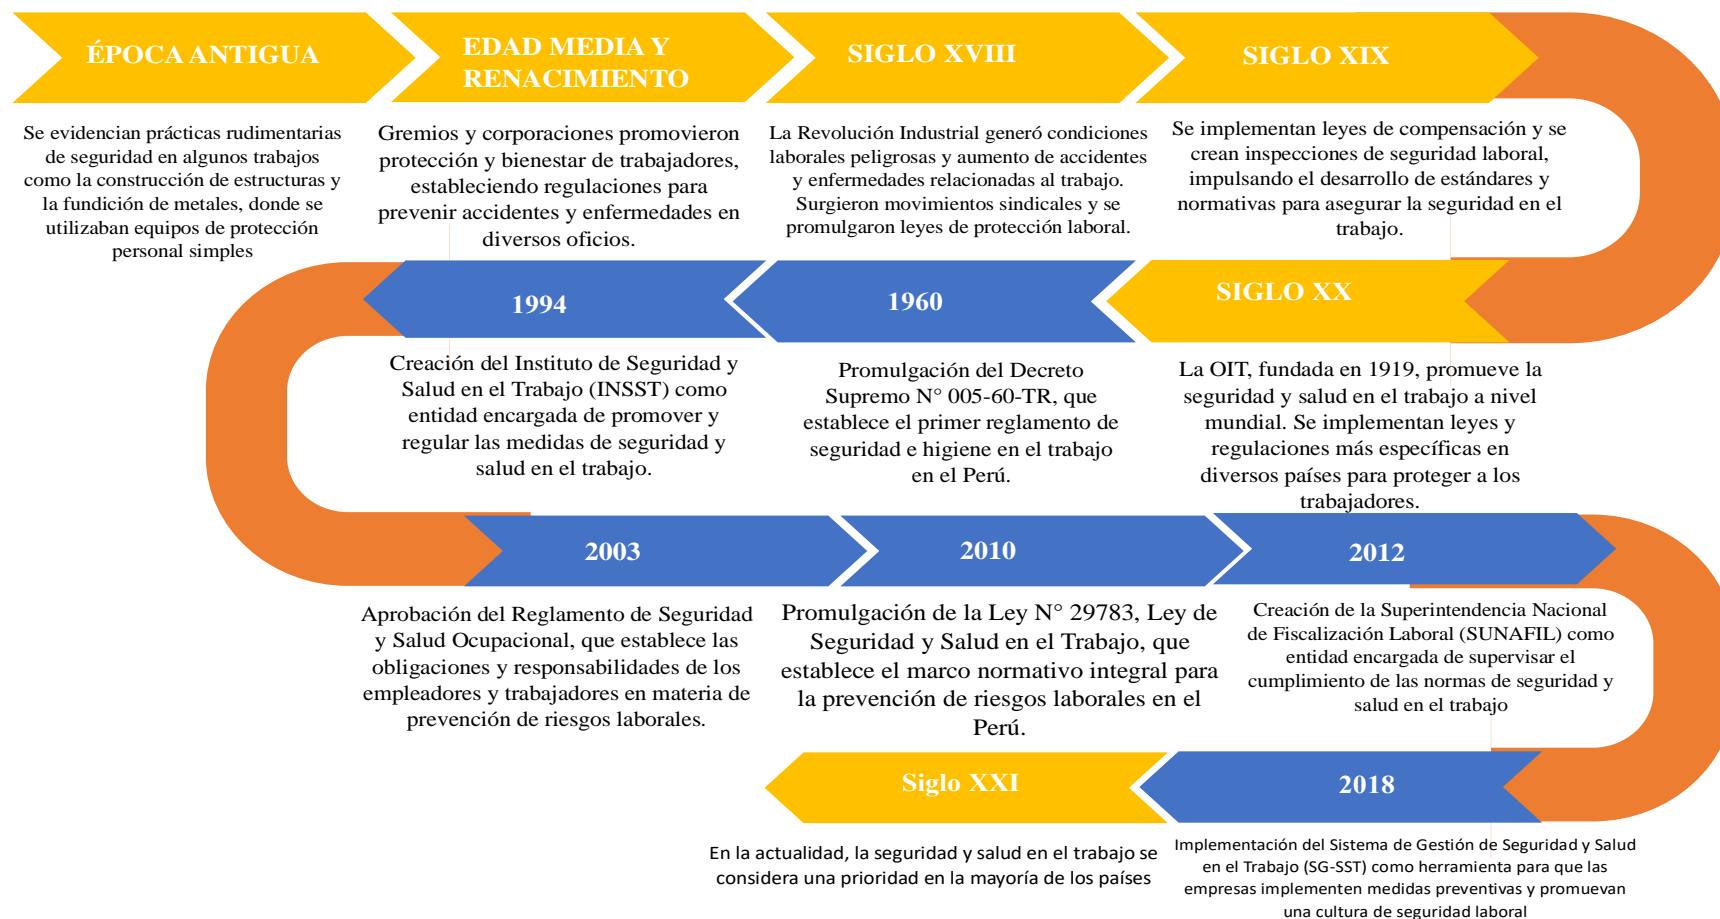 ÉPOCA ANTIGUA
Se evidencian prácticas rudimentarias
de seguridad en algunos trabajos
como la construcción de estructuras y
la fundición de metales, donde se
utilizaban equipos de protección
personal simples
EDAD MEDIA Y
RENACIMIENTO
Gremios y corporaciones promovieron
protección y bienestar de trabajadores,
estableciendo regulaciones para
prevenir accidentes y enfermedades en
diversos oficios.
SIGLO XVIII
La Revolución Industrial generó condiciones
laborales peligrosas y aumento de accidentes
y enfermedades relacionadas al trabajo.
Surgieron movimientos sindicales y se
promulgaron leyes de protección laboral.
SIGLO XIX
Se implementan leyes de compensación y se
crean inspecciones de seguridad laboral,
impulsando el desarrollo de estándares y
normativas para asegurar la seguridad en el
trabajo.
SIGLO XX
La OIT, fundada en 1919, promueve la
seguridad y salud en el trabajo a nivel
mundial. Se implementan leyes y
regulaciones más específicas en
diversos países para proteger a los
trabajadores.
1960
Promulgación del Decreto
Supremo N° 005-60-TR, que
establece el primer reglamento de
seguridad e higiene en el trabajo
en el Perú.
1994
Creación del Instituto de Seguridad y
Salud en el Trabajo (INSST) como
entidad encargada de promover y
regular las medidas de seguridad y
salud en el trabajo.
2003
Aprobación del Reglamento de Seguridad
y Salud Ocupacional, que establece las
obligaciones y responsabilidades de los
empleadores y trabajadores en materia de
prevención de riesgos laborales.
2010
Promulgación de la Ley N° 29783, Ley de
Seguridad y Salud en el Trabajo, que
establece el marco normativo integral para
la prevención de riesgos laborales en el
Perú.
2012
Creación de la Superintendencia Nacional
de Fiscalización Laboral (SUNAFIL) como
entidad encargada de supervisar el
cumplimiento de las normas de seguridad y
salud en el trabajo
2018
Implementación del Sistema de Gestión de Seguridad y Salud
en el Trabajo (SG-SST) como herramienta para que las
empresas implementen medidas preventivas y promuevan
una cultura de seguridad laboral
Siglo XXI
En la actualidad, la seguridad y salud en el trabajo se
considera una prioridad en la mayoría de los países